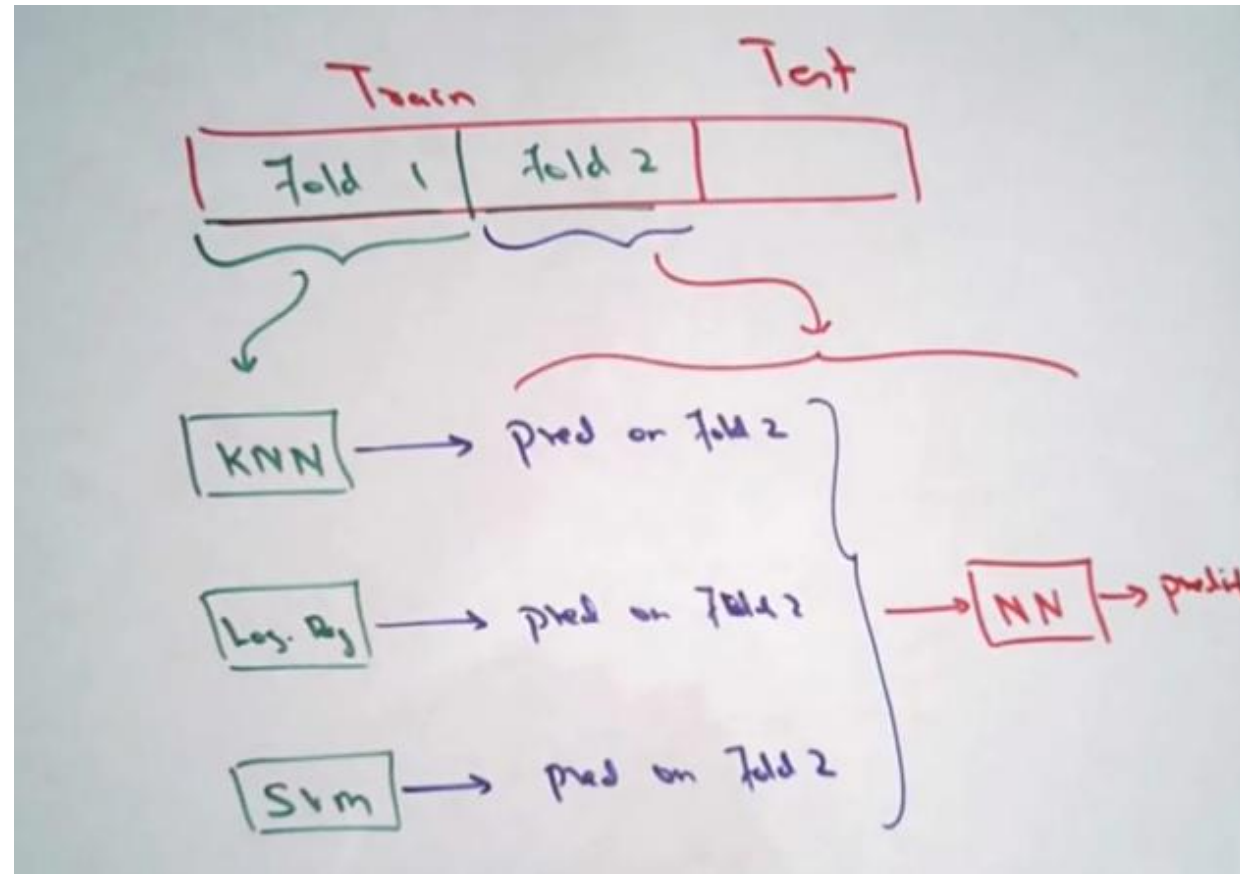 Train Test
Fold 1 Fold 2
KNN pred on Fold 2
Log. Reg pred on Fold 2 NN predict
SVM pred on Fold 2